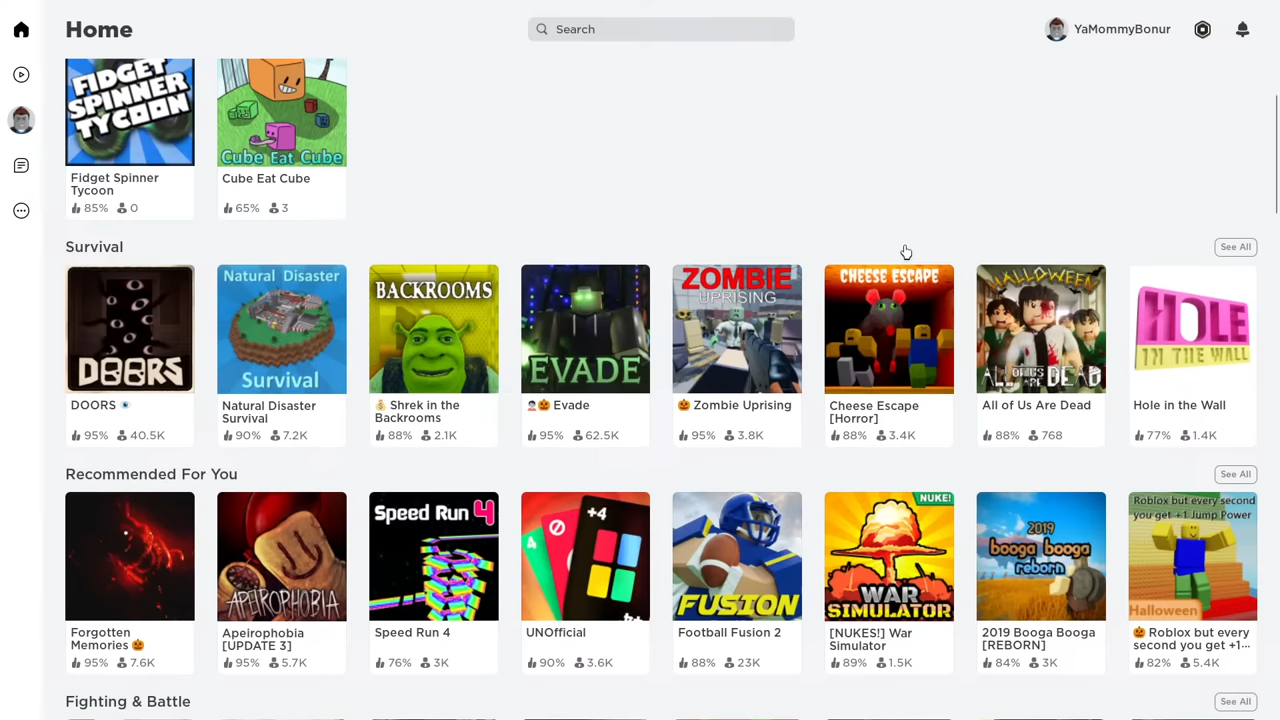 Home
Search
YaMommyBonur
FIDGET
SPINNER
TYCOON
Cube Eat Cube
Fidget Spinner
Tycoon
85% 0
Cube Eat Cube
65% 3
Survival
See All
DOORS
Natural Disaster
Survival
BACKROOMS
EVADE
ZOMBIE
UPRISING
CHEESE ESCAPE
HALLOWEEN
ALL OF US ARE DEAD
HOLE
IN THE WALL
DOORS 👁️
95% 40.5K
Natural Disaster
Survival
90% 7.2K
💰 Shrek in the
Backrooms
88% 2.1K
🎃 Evade
95% 62.5K
🎃 Zombie Uprising
95% 3.8K
Cheese Escape
[Horror]
88% 3.4K
All of Us Are Dead
88% 768
Hole in the Wall
77% 1.4K
Recommended For You
See All
APEIROPHOBIA
Speed Run 4
+4
4
FUSION
NUKE!
WAR
SIMULATOR
2019
booga booga
reborn
Roblox but every second
you get +1 Jump Power
Halloween
Forgotten
Memories 🎃
95% 7.6K
Apeirophobia
[UPDATE 3]
95% 5.7K
Speed Run 4
76% 3K
UNOfficial
90% 3.6K
Football Fusion 2
88% 23K
[NUKES!] War
Simulator
89% 1.5K
2019 Booga Booga
[REBORN]
84% 3K
🎃 Roblox but every
second you get +1...
82% 5.4K
Fighting & Battle
See All